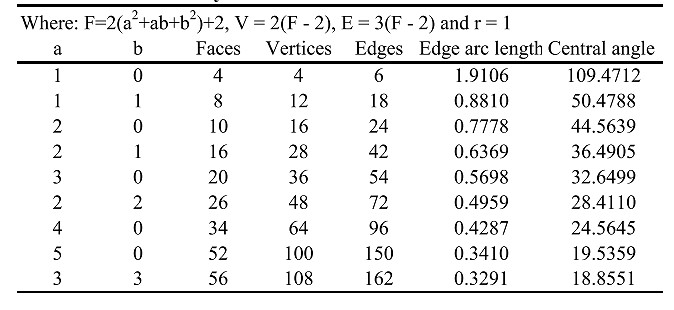 Where: F=2(a²+ab+b²)+2, V = 2(F - 2), E = 3(F - 2) and r = 1
a b Faces Vertices Edges Edge arc length Central angle
1 0 4 4 6 1.9106 109.4712
1 1 8 12 18 0.8810 50.4788
2 0 10 16 24 0.7778 44.5639
2 1 16 28 42 0.6369 36.4905
3 0 20 36 54 0.5698 32.6499
2 2 26 48 72 0.4959 28.4110
4 0 34 64 96 0.4287 24.5645
5 0 52 100 150 0.3410 19.5359
3 3 56 108 162 0.3291 18.8551